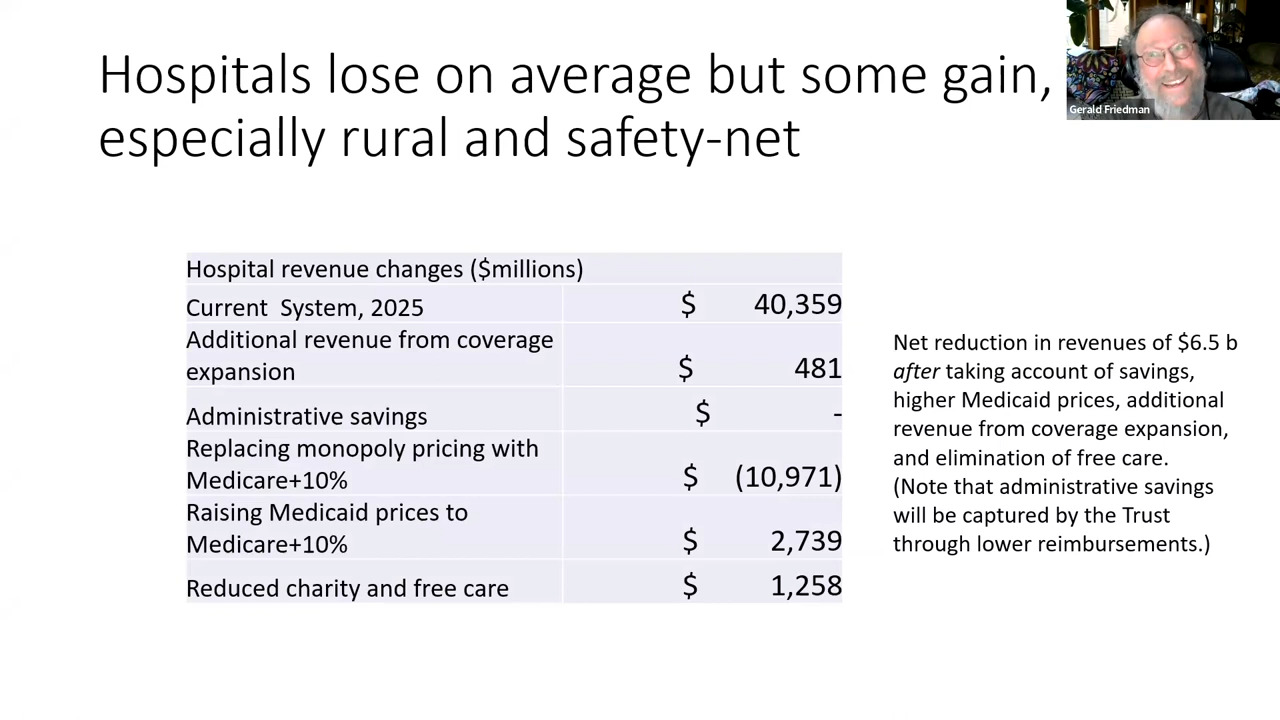 Hospitals lose on average but some gain,
especially rural and safety-net
Gerald Friedman
Hospital revenue changes ($millions)
Current System, 2025 $ 40,359
Additional revenue from coverage
expansion $ 481
Administrative savings $ -
Replacing monopoly pricing with
Medicare+10% $ (10,971)
Raising Medicaid prices to
Medicare+10% $ 2,739
Reduced charity and free care $ 1,258
Net reduction in revenues of $6.5 b
after taking account of savings,
higher Medicaid prices, additional
revenue from coverage expansion,
and elimination of free care.
(Note that administrative savings
will be captured by the Trust
through lower reimbursements.)